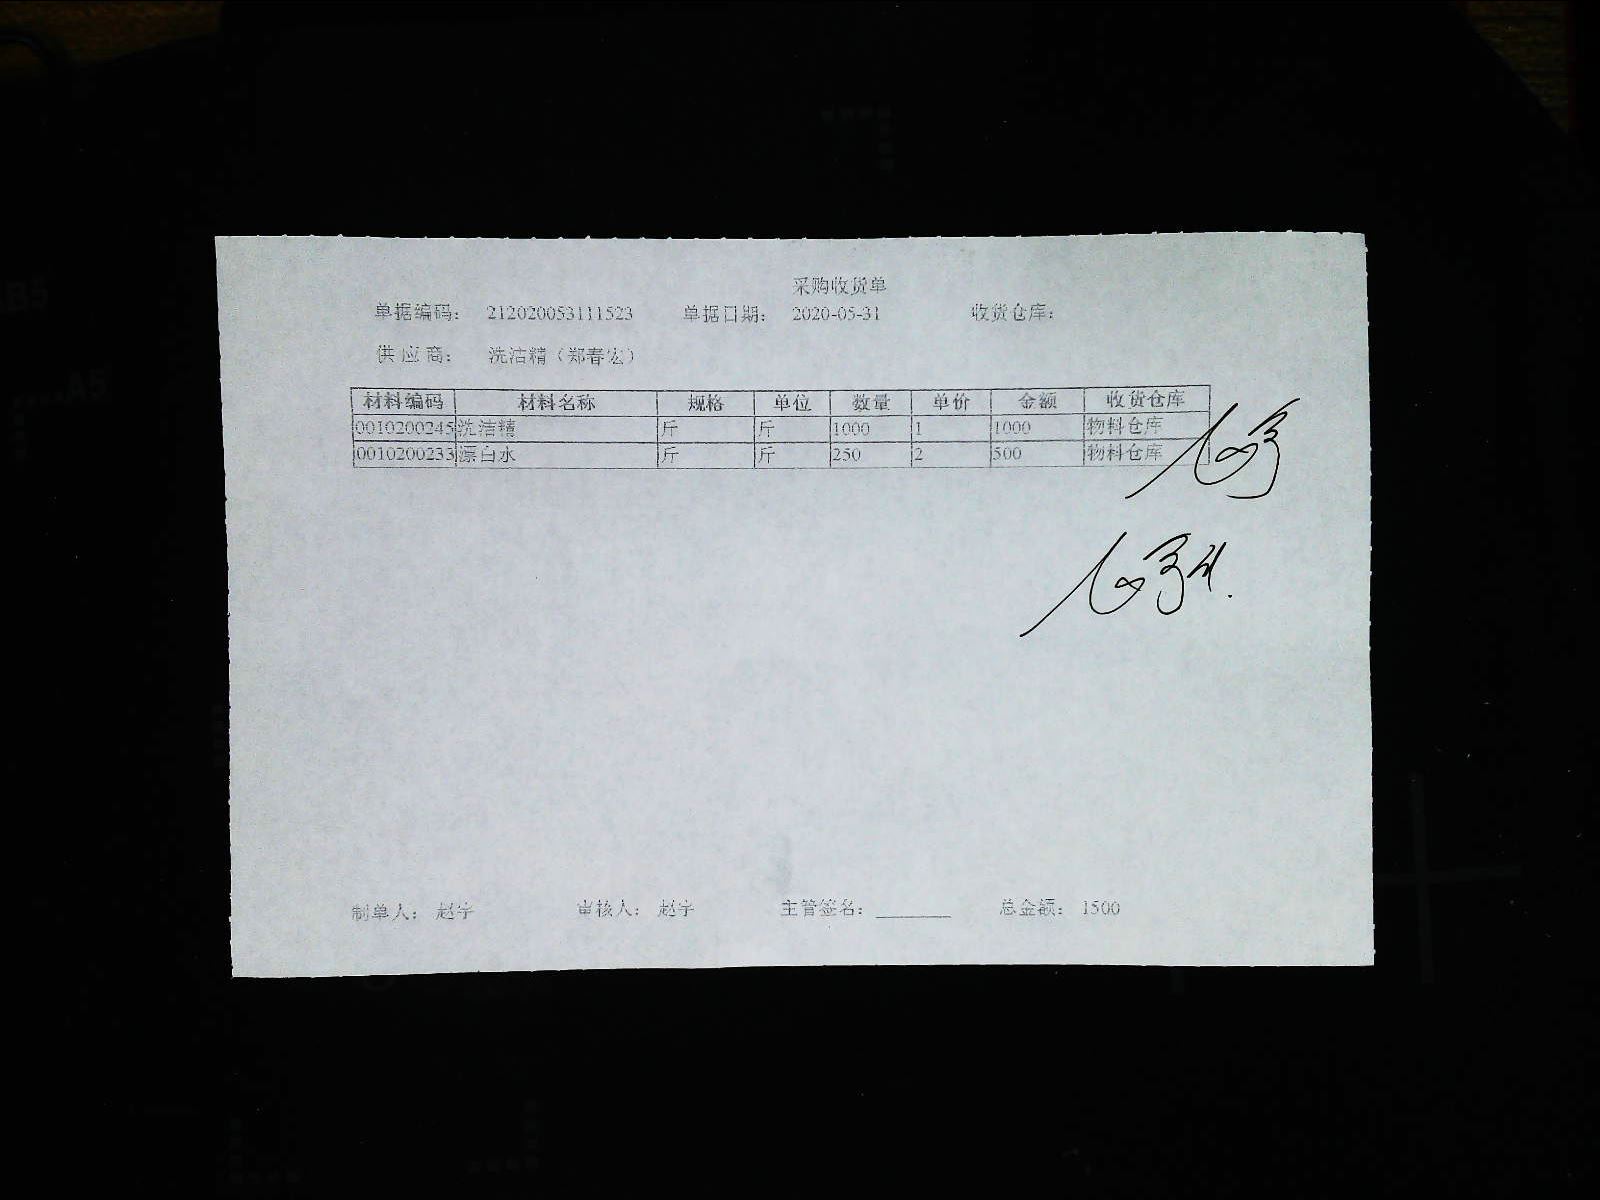 采购收货单
单据编码： 212020053111523 单据日期： 2020-05-31 收货仓库：
供应商： 洗洁精（郑春宏）
材料编码 材料名称 规格 单位 数量 单价 金额 收货仓库
0010200245 洗洁精 斤 斤 1000 1 1000 物料仓库
0010200233 漂白水 斤 斤 250 2 500 物料仓库
制单人： 赵宇 审核人： 赵宇 主管签名： 总金额： 1500